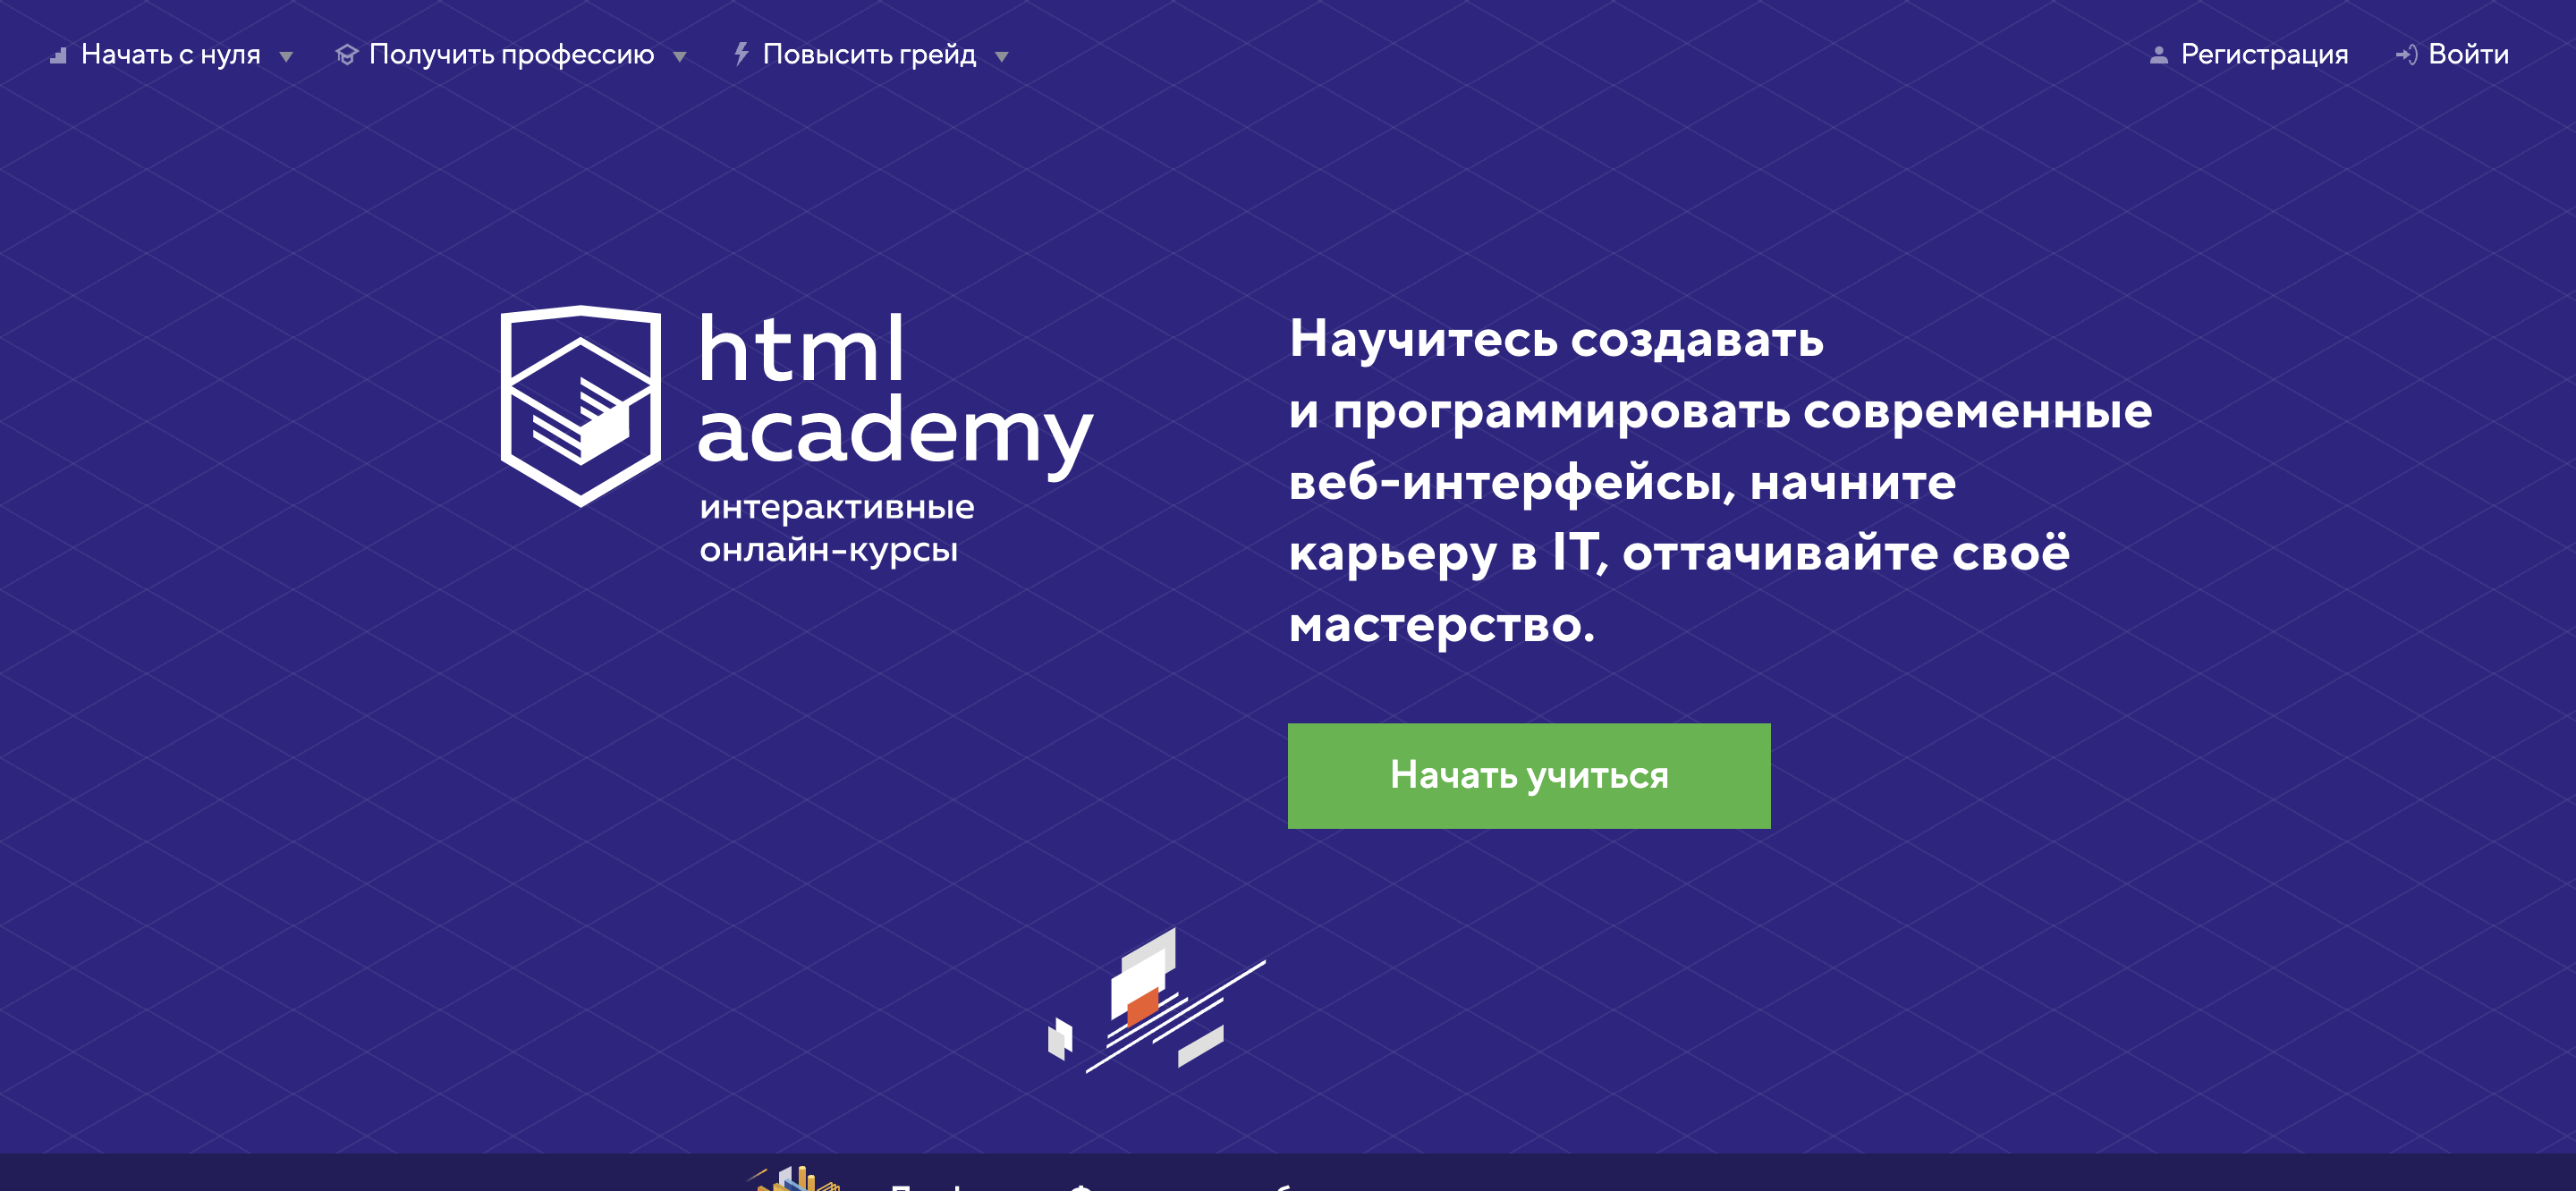 Начать с нуля
Получить профессию
Повысить грейд
Регистрация
Войти
html
academy
интерактивные
онлайн-курсы
Научитесь создавать
и программировать современные
веб-интерфейсы, начните
карьеру в IT, оттачивайте своё
мастерство.
Начать учиться